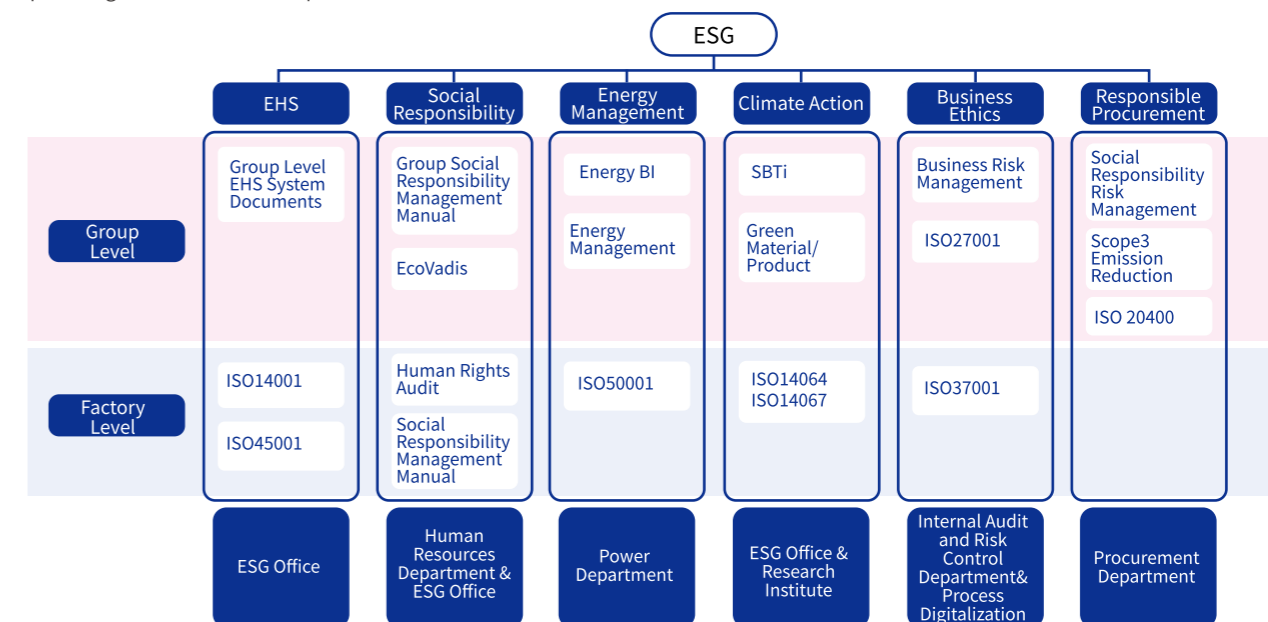 ESG
EHS
Social
Responsibility
Energy
Management
Climate Action
Business
Ethics
Responsible
Procurement
Group
Level
Group Level
EHS System
Documents
Group Social
Responsibility
Management
Manual
EcoVadis
Energy BI
Energy
Management
SBTi
Green
Material/
Product
Business Risk
Management
ISO27001
Social
Responsibility
Risk
Management
Scope3
Emission
Reduction
ISO 20400
Factory
Level
ISO14001
ISO45001
Human Rights
Audit
Social
Responsibility
Management
Manual
ISO50001
ISO14064
ISO14067
ISO37001
ESG Office
Human
Resources
Department &
ESG Office
Power
Department
ESG Office &
Research
Institute
Internal Audit
and Risk
Control
Department&
Process
Digitalization
Procurement
Department